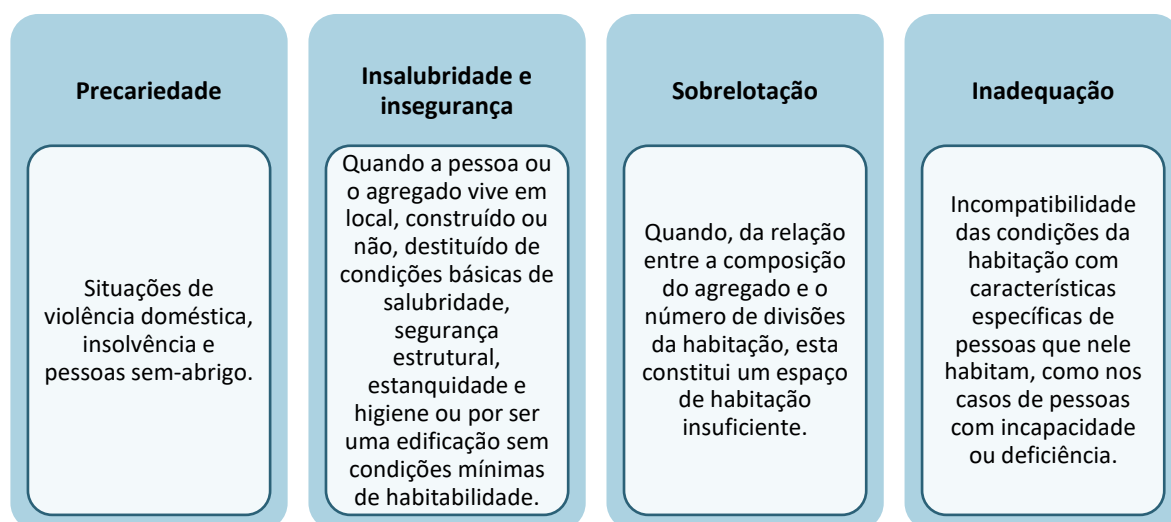 Precariedade
Situações de
violência doméstica,
insolvência e
pessoas sem-abrigo.
Insalubridade e
insegurança
Quando a pessoa ou
o agregado vive em
local, construído ou
não, destituído de
condições básicas de
salubridade,
segurança
estrutural,
estanquidade e
higiene ou por ser
uma edificação sem
condições mínimas
de habitabilidade.
Sobrelotação
Quando, da relação
entre a composição
do agregado e o
número de divisões
da habitação, esta
constitui um espaço
de habitação
insuficiente.
Inadequação
Incompatibilidade
das condições da
habitação com
características
específicas de
pessoas que nele
habitam, como nos
casos de pessoas
com incapacidade
ou deficiência.